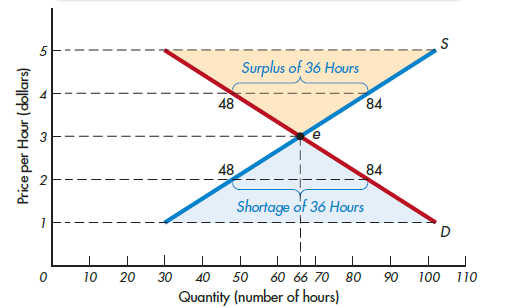 S
5
Surplus of 36 Hours
4
48
84
3
e
48
84
2
Shortage of 36 Hours
1
D
Price per Hour (dollars)
0 10 20 30 40 50 60 66 70 80 90 100 110
Quantity (number of hours)